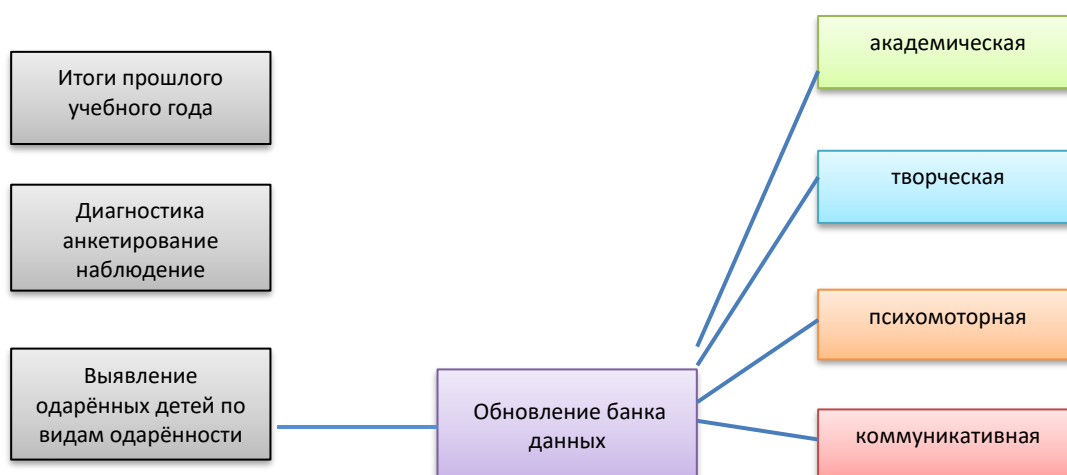 Итоги прошлого
учебного года
Диагностика
анкетирование
наблюдение
Выявление
одарённых детей по
видам одарённости
Обновление банка
данных
академическая
творческая
психомоторная
коммуникативная